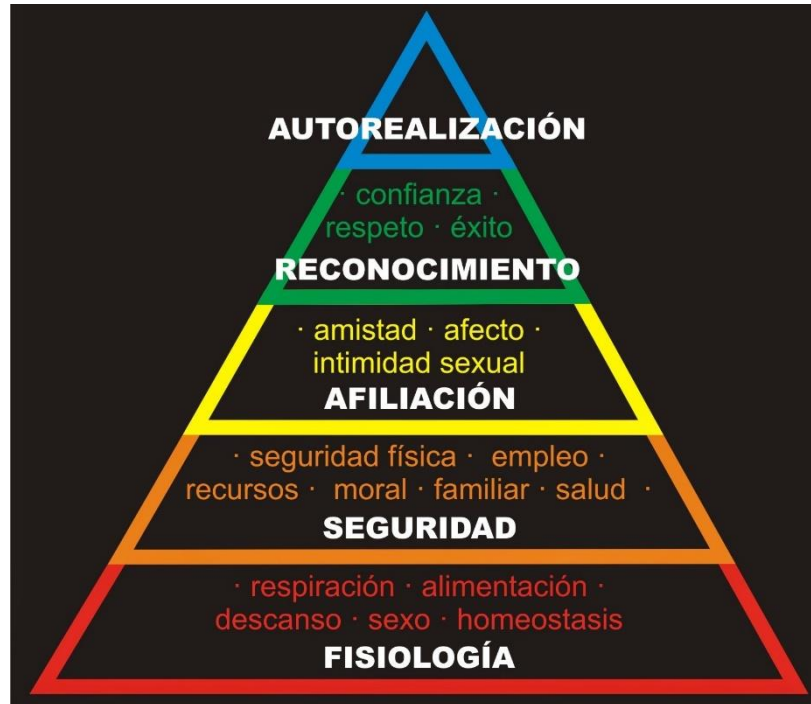 AUTOREALIZACIÓN
· confianza ·
respeto · éxito
RECONOCIMIENTO
· amistad · afecto ·
intimidad sexual
AFILIACIÓN
· seguridad física · empleo ·
recursos · moral · familiar · salud ·
SEGURIDAD
· respiración · alimentación ·
descanso · sexo · homeostasis
FISIOLOGÍA